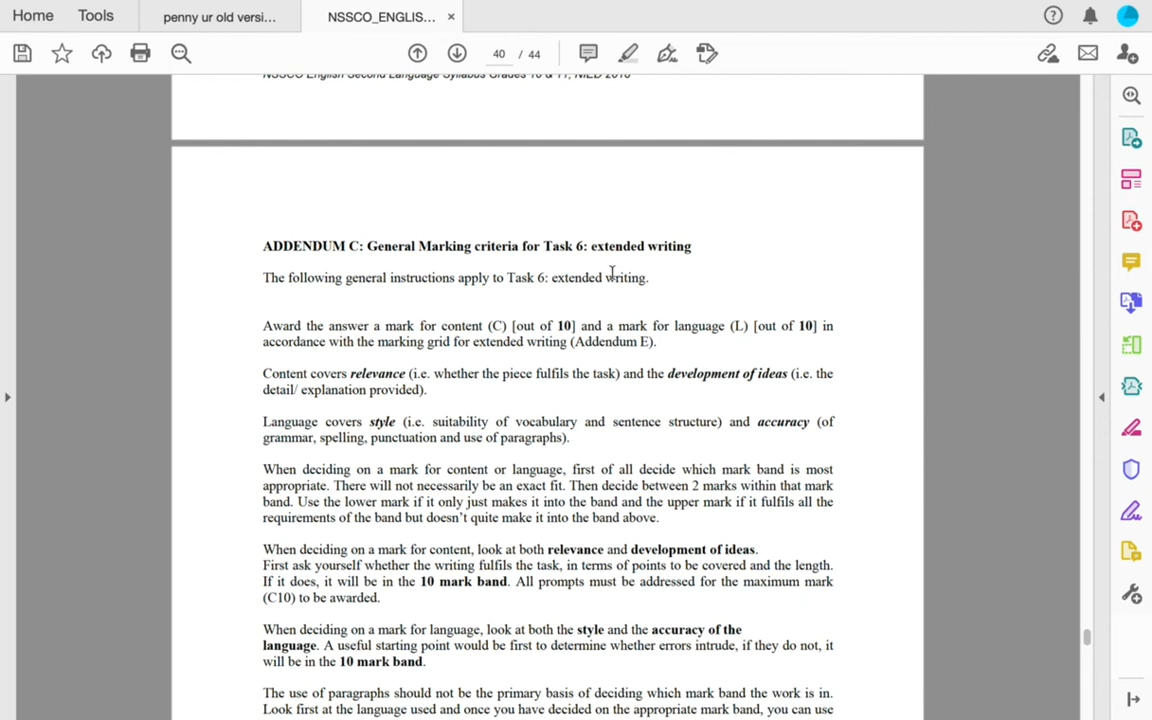 Home Tools penny ur old versi... NSSCO_ENGLIS... ×
40 / 44
NSSCO English Second Language Syllabus Grades 10 & 11, NIED 2016
ADDENDUM C: General Marking criteria for Task 6: extended writing
The following general instructions apply to Task 6: extended writing.
Award the answer a mark for content (C) [out of 10] and a mark for language (L) [out of 10] in
accordance with the marking grid for extended writing (Addendum E).
Content covers relevance (i.e. whether the piece fulfils the task) and the development of ideas (i.e. the
detail/ explanation provided).
Language covers style (i.e. suitability of vocabulary and sentence structure) and accuracy (of
grammar, spelling, punctuation and use of paragraphs).
When deciding on a mark for content or language, first of all decide which mark band is most
appropriate. There will not necessarily be an exact fit. Then decide between 2 marks within that mark
band. Use the lower mark if it only just makes it into the band and the upper mark if it fulfils all the
requirements of the band but doesn't quite make it into the band above.
When deciding on a mark for content, look at both relevance and development of ideas.
First ask yourself whether the writing fulfils the task, in terms of points to be covered and the length.
If it does, it will be in the 10 mark band. All prompts must be addressed for the maximum mark
(C10) to be awarded.
When deciding on a mark for language, look at both the style and the accuracy of the
language. A useful starting point would be first to determine whether errors intrude, if they do not, it
will be in the 10 mark band.
The use of paragraphs should not be the primary basis of deciding which mark band the work is in.
Look first at the language used and once you have decided on the appropriate mark band, you can use